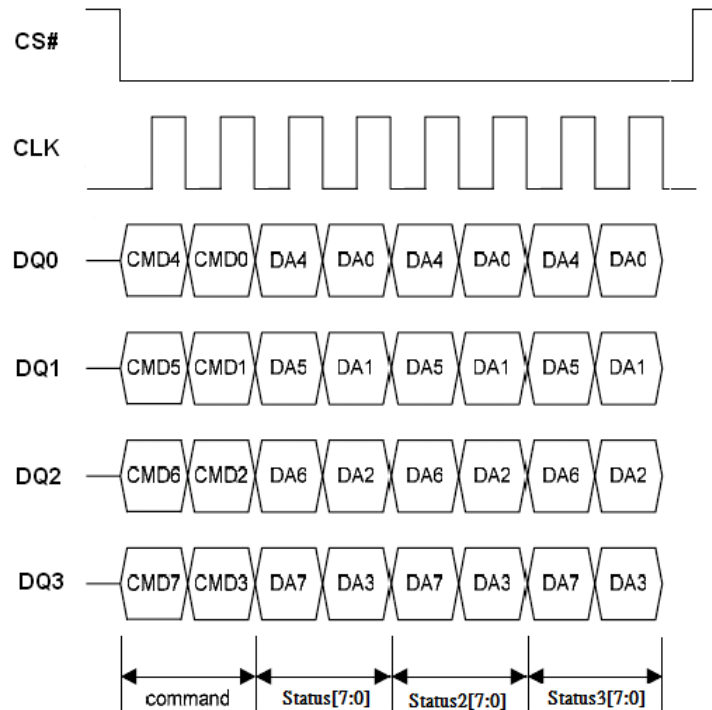 CS#
CLK
DQ0 CMD4 CMD0 DA4 DA0 DA4 DA0 DA4 DA0
DQ1 CMD5 CMD1 DA5 DA1 DA5 DA1 DA5 DA1
DQ2 CMD6 CMD2 DA6 DA2 DA6 DA2 DA6 DA2
DQ3 CMD7 CMD3 DA7 DA3 DA7 DA3 DA7 DA3
command Status[7:0] Status2[7:0] Status3[7:0]